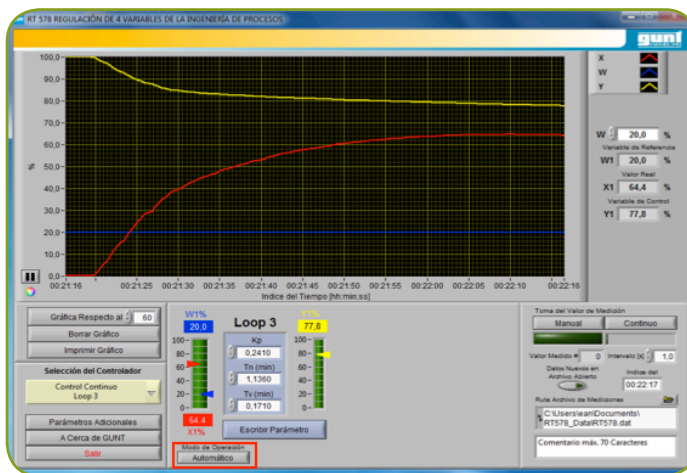 RT 578 REGULACIÓN DE 4 VARIABLES DE LA INGENIERÍA DE PROCESOS
gunt
X
W
Y
100,0
90,0
80,0
70,0
60,0
%
50,0
40,0
30,0
20,0
10,0
0,0
00:21:16 00:21:25 00:21:30 00:21:35 00:21:40 00:21:45 00:21:50 00:21:55 00:22:00 00:22:05 00:22:10 00:22:16
Indice del Tiempo [hh:min:ss]
W 20,0 %
Variable de Referencia
W1 20,0 %
Valor Real
X1 64,4 %
Variable de Control
Y1 77,8 %
Gráfica Respecto al 60
Borrar Gráfico
Imprimir Gráfico
Selección del Controlador
Control Continuo
Loop 3
Parámetros Adicionales
A Cerca de GUNT
Salir
W1%
20,0
100
80
60
40
20
0
64,4
X1%
Loop 3
Kp
0,2410
Tn (min)
1,1360
Tv (min)
0,1710
Escribir Parámetro
Y1%
77,8
100
80
60
40
20
0
Modo de Operación
Automático
Toma del Valor de Medición
Manual Continuo
Valor Medido # 0 Intervalo [s] 1,0
Datos Nuevos en
Archivo Abierto
Indice del
00:22:17
Ruta Archivo de Mediciones
C:\Users\ean\Documents\
RT578_Data\RT578.dat
Comentario máx. 70 Caracteres